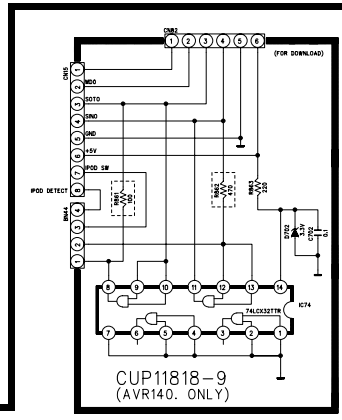 CN82
1 2 3 4 5 6
(FOR DOWNLOAD)
CN15
1
2 MDO
3 SOTO
4 SINO
5 GND
6 +5V
7 IPOD SW
8 IPOD DETECT
BN44
4
3
2
1
R861 100
R862 470
R863 220
D702 3.3V
C702 0.1
8 9 10 11 12 13 14
IC74
74LCX32TTR
7 6 5 4 3 2 1
CUP11818-9
(AVR140. ONLY)